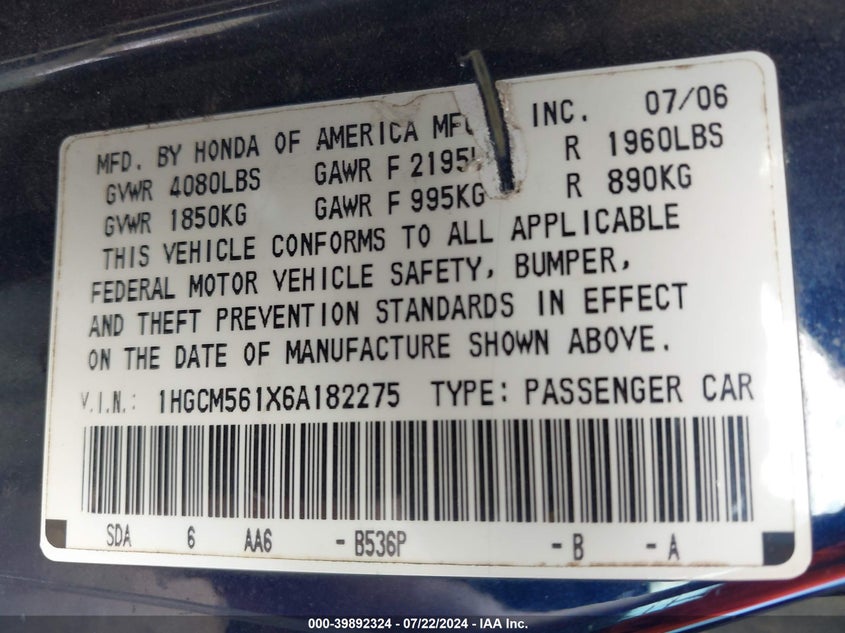 MFD. BY HONDA OF AMERICA INC. 07/06
GVWR 4080LBS GAWR F 2195 R 1960LBS
GVWR 1850KG GAWR F 995KG R 890KG
THIS VEHICLE CONFORMS TO ALL APPLICABLE
FEDERAL MOTOR VEHICLE SAFETY, BUMPER,
AND THEFT PREVENTION STANDARDS IN EFFECT
ON THE DATE OF MANUFACTURE SHOWN ABOVE.
V.I.N.: 1HGCM561X6A182275 TYPE: PASSENGER CAR
SDA 6 AA6 -B536P -B -A
000-39892324 - 07/22/2024 - IAA Inc.